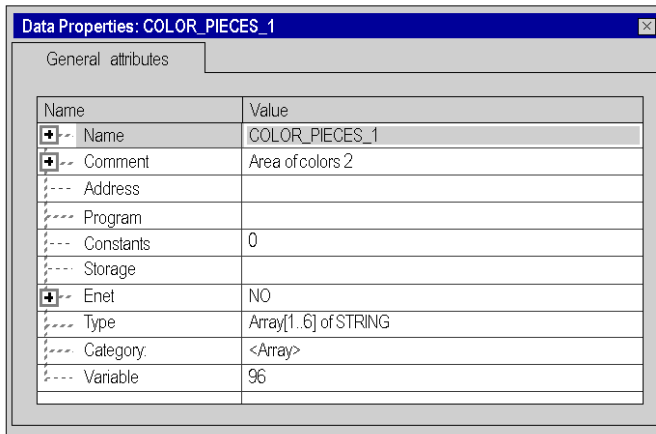 Data Properties: COLOR_PIECES_1
General attributes
Name Value
Name COLOR_PIECES_1
Comment Area of colors 2
Address
Program
Constants 0
Storage
Enet NO
Type Array[1..6] of STRING
Category: <Array>
Variable 96